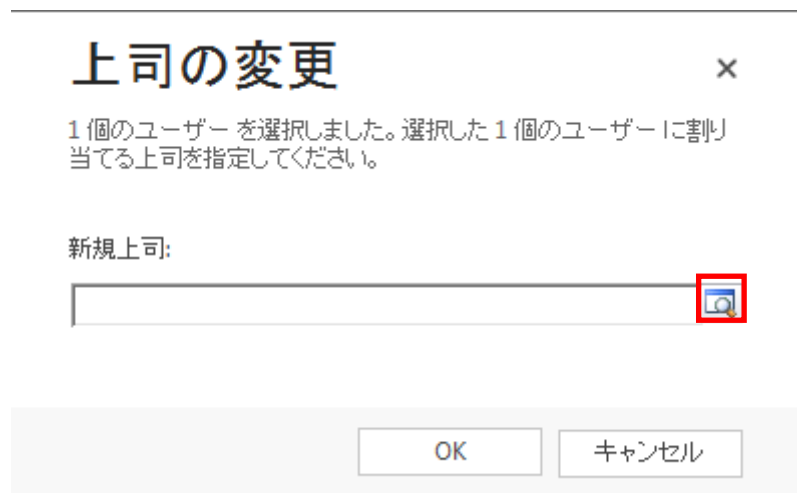 上司の変更
×
1 個のユーザー を選択しました。選択した 1 個のユーザー に割り
当てる上司を指定してください。
新規上司:
OK
キャンセル